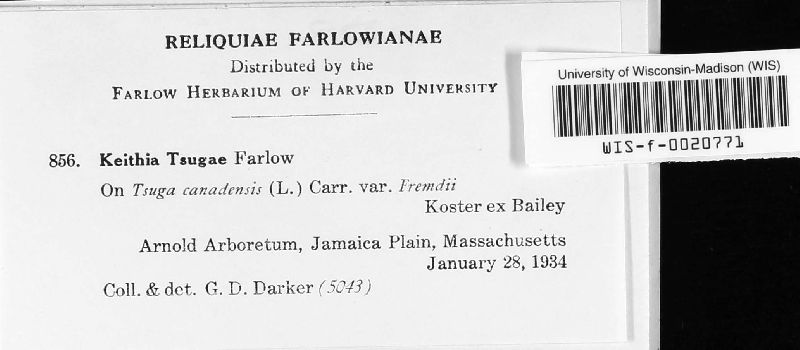 RELIQUIAE FARLOWIANAE
Distributed by the
FARLOW HERBARIUM OF HARVARD UNIVERSITY
856. Keithia Tsugae Farlow
On Tsuga canadensis (L.) Carr. var. Fremdii
Koster ex Bailey
Arnold Arboretum, Jamaica Plain, Massachusetts
January 28, 1934
Coll. & det. G. D. Darker (5043)
University of Wisconsin-Madison (WIS)
WIS-f-0020771